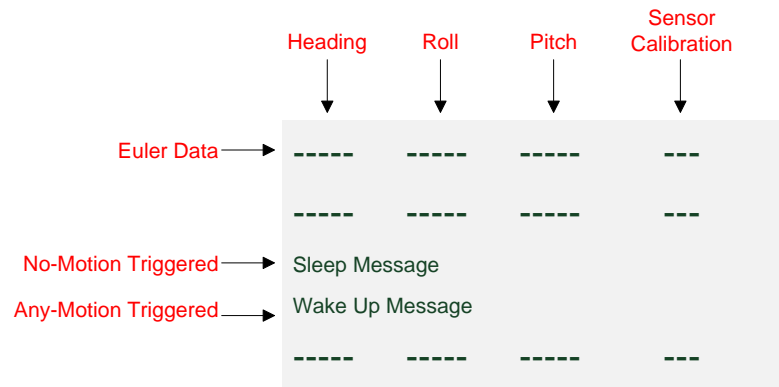 Heading Roll Pitch Sensor Calibration
Euler Data ----- ----- ----- ---
----- ----- ----- ---
No-Motion Triggered Sleep Message
Any-Motion Triggered Wake Up Message
----- ----- ----- ---